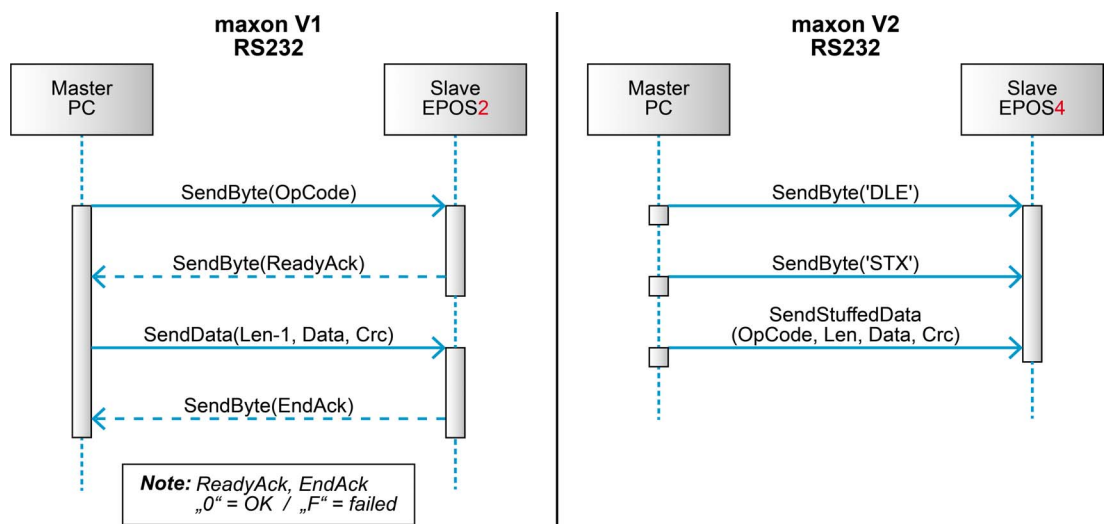 maxon V1
RS232
Master
PC
Slave
EPOS2
SendByte(OpCode)
SendByte(ReadyAck)
SendData(Len-1, Data, Crc)
SendByte(EndAck)
Note: ReadyAck, EndAck
„0“ = OK / „F“ = failed
maxon V2
RS232
Master
PC
Slave
EPOS4
SendByte('DLE')
SendByte('STX')
SendStuffedData
(OpCode, Len, Data, Crc)